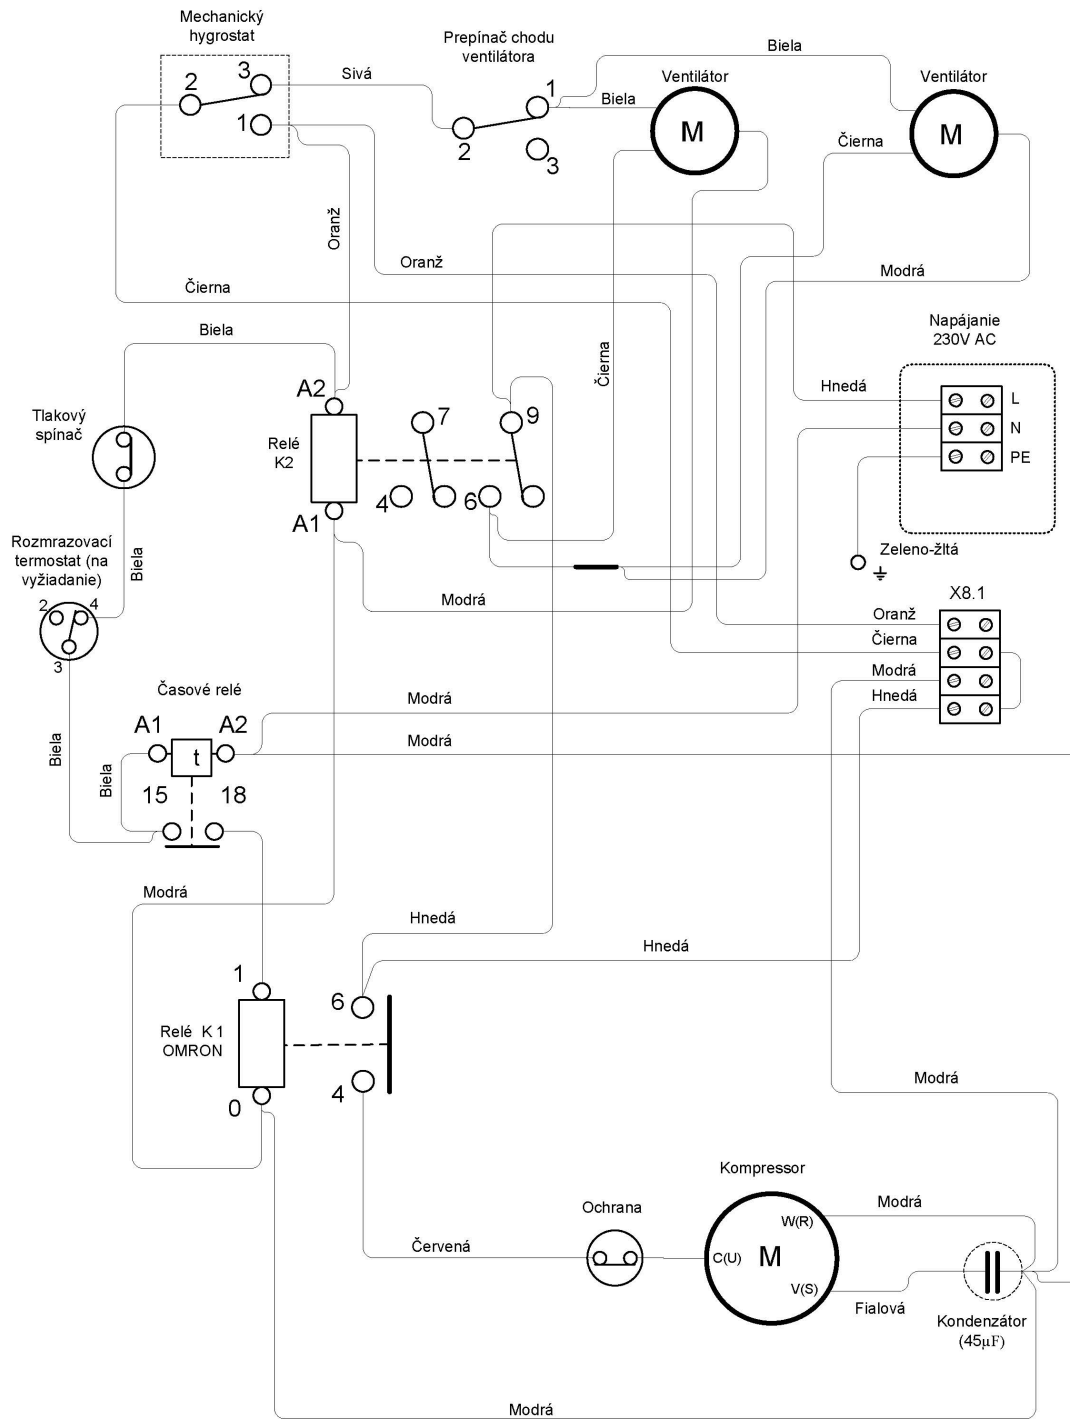 Mechanický
hygrostat
Prepínač chodu
ventilátora
Biela
Ventilátor
Ventilátor
2
3
1
Sivá
1
2
3
Biela
M
M
Čierna
Oranž
Oranž
Modrá
Čierna
Biela
Čierna
Napájanie
230V AC
Hnedá
L
N
PE
Zeleno-žltá
Tlakový
spínač
A2
Relé
K2
A1
7
9
4
6
Rozmrazovací
termostat (na
vyžiadanie)
Biela
2
4
3
Modrá
X8.1
Oranž
Čierna
Modrá
Hnedá
Časové relé
A1
A2
t
15
18
Biela
Biela
Modrá
Modrá
Modrá
Hnedá
Hnedá
1
Relé K1
OMRON
0
6
4
Modrá
Kompressor
Ochrana
Červená
W(R)
C(U)
M
V(S)
Modrá
Fialová
Kondenzátor
(45µF)
Modrá